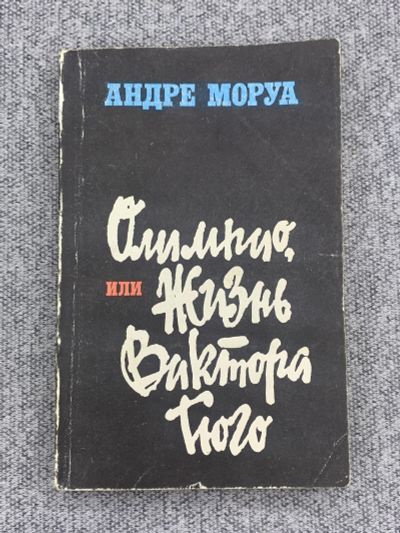 АНДРЕ МОРУА
Олимпио,
или Жизнь
Виктора
Гюго